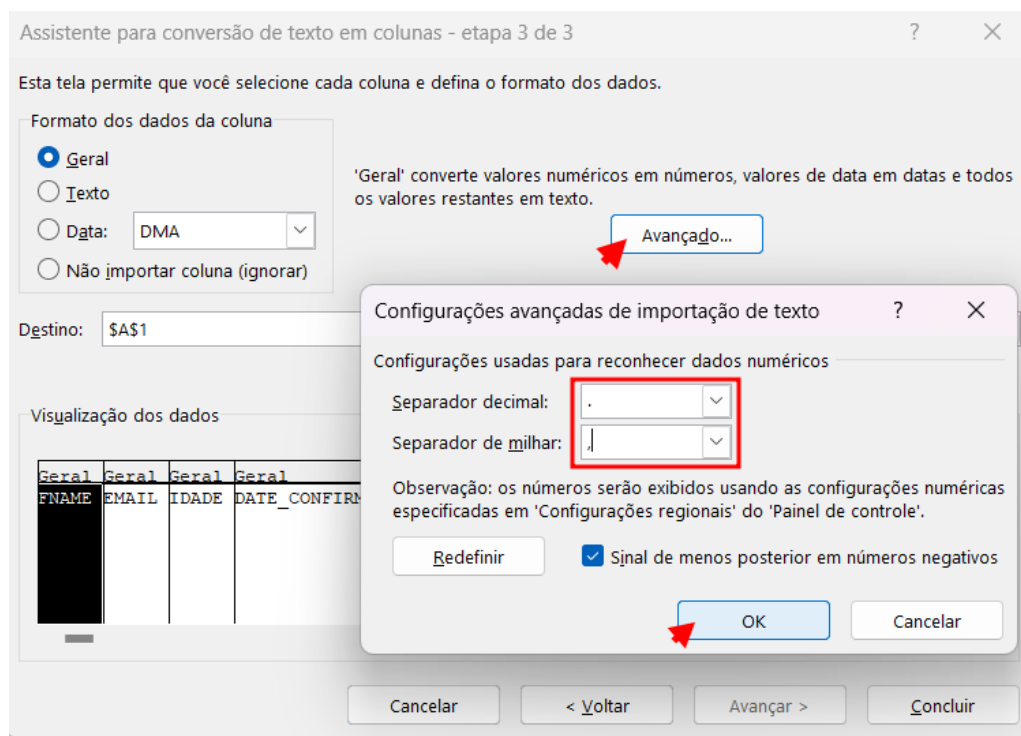 Assistente para conversão de texto em colunas - etapa 3 de 3
?
Esta tela permite que você selecione cada coluna e defina o formato dos dados.
Formato dos dados da coluna
Geral
Texto
Data: DMA
Não importar coluna (ignorar)
'Geral' converte valores numéricos em números, valores de data em datas e todos
os valores restantes em texto.
Avançado...
Destino: $A$1
Configurações avançadas de importação de texto
?
Configurações usadas para reconhecer dados numéricos
Separador decimal: .
Separador de milhar: ,
Observação: os números serão exibidos usando as configurações numéricas
especificadas em 'Configurações regionais' do 'Painel de controle'.
Redefinir
Sinal de menos posterior em números negativos
OK
Cancelar
Visualização dos dados
Geral Geral Geral Geral
FNAME EMAIL IDADE DATE_CONFIRM
Cancelar
< Voltar
Avançar >
Concluir